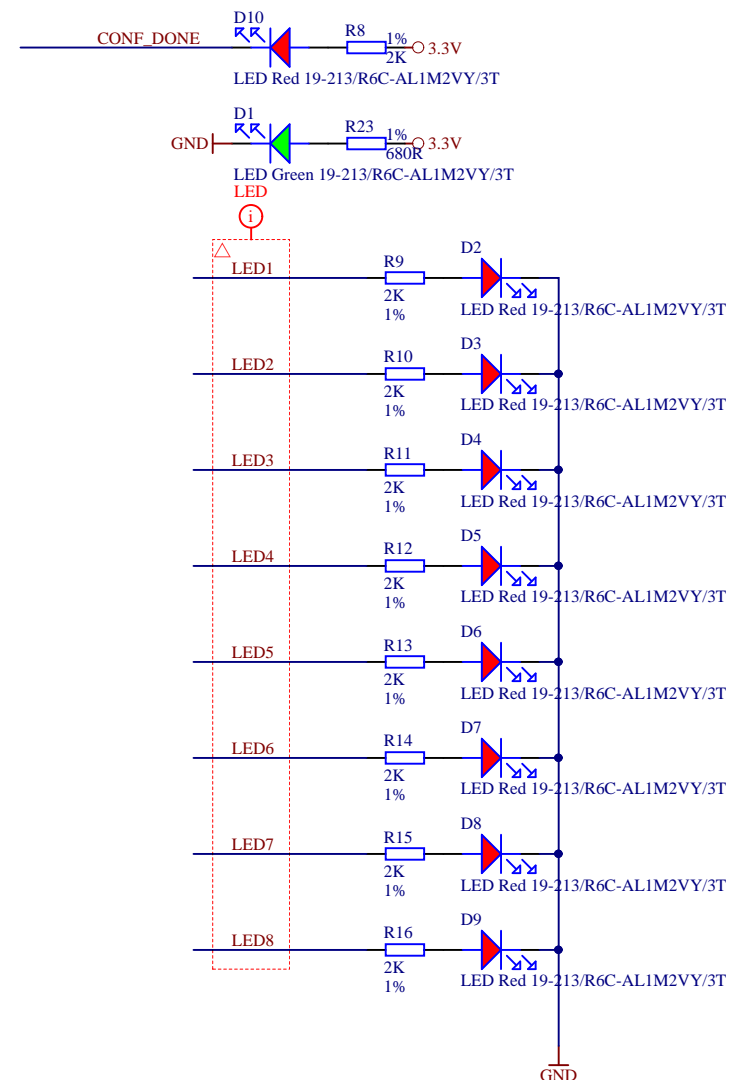 D10
CONF_DONE
R8
1%
3.3V
2K
LED Red 19-213/R6C-AL1M2VY/3T
D1
R23
1%
GND
3.3V
680R
LED Green 19-213/R6C-AL1M2VY/3T
LED
i
D2
LED1
R9
2K
1%
LED Red 19-213/R6C-AL1M2VY/3T
D3
LED2
R10
2K
1%
LED Red 19-213/R6C-AL1M2VY/3T
D4
LED3
R11
2K
1%
LED Red 19-213/R6C-AL1M2VY/3T
D5
LED4
R12
2K
1%
LED Red 19-213/R6C-AL1M2VY/3T
D6
LED5
R13
2K
1%
LED Red 19-213/R6C-AL1M2VY/3T
D7
LED6
R14
2K
1%
LED Red 19-213/R6C-AL1M2VY/3T
D8
LED7
R15
2K
1%
LED Red 19-213/R6C-AL1M2VY/3T
D9
LED8
R16
2K
1%
LED Red 19-213/R6C-AL1M2VY/3T
GND